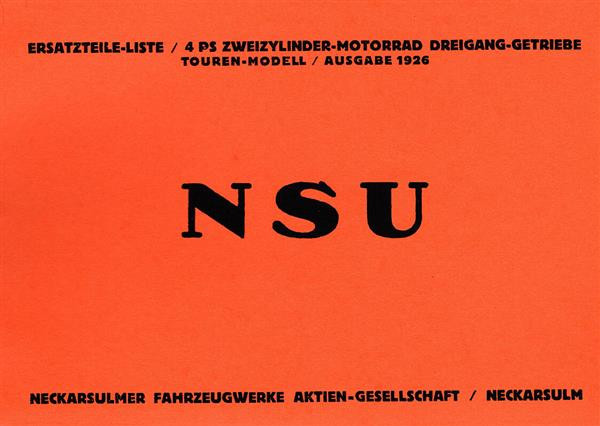 ERSATZTEILE-LISTE / 4 PS ZWEIZYLINDER-MOTORRAD DREIGANG-GETRIEBE
TOUREN-MODELL / AUSGABE 1926
NSU
NECKARSULMER FAHRZEUGWERKE AKTIEN-GESELLSCHAFT / NECKARSULM